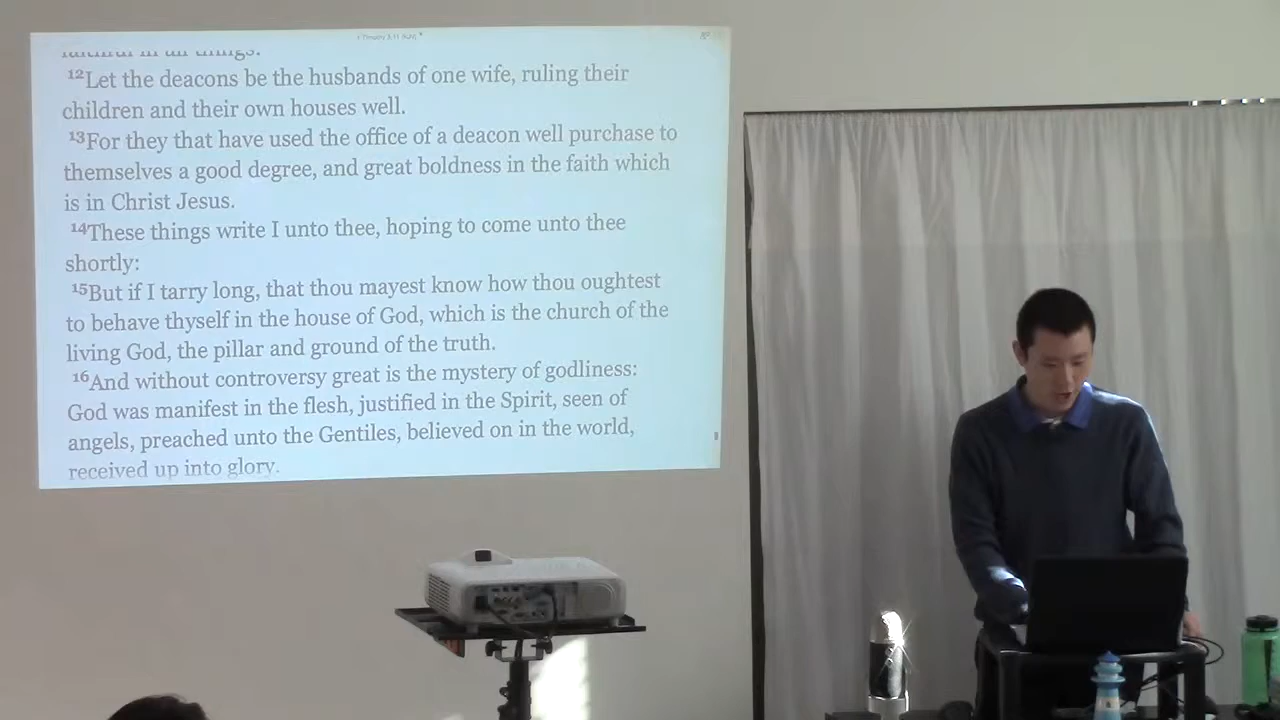 faithful in all things.
12Let the deacons be the husbands of one wife, ruling their
children and their own houses well.
13For they that have used the office of a deacon well purchase to
themselves a good degree, and great boldness in the faith which
is in Christ Jesus.
14These things write I unto thee, hoping to come unto thee
shortly:
15But if I tarry long, that thou mayest know how thou oughtest
to behave thyself in the house of God, which is the church of the
living God, the pillar and ground of the truth.
16And without controversy great is the mystery of godliness:
God was manifest in the flesh, justified in the Spirit, seen of
angels, preached unto the Gentiles, believed on in the world,
received up into glory.